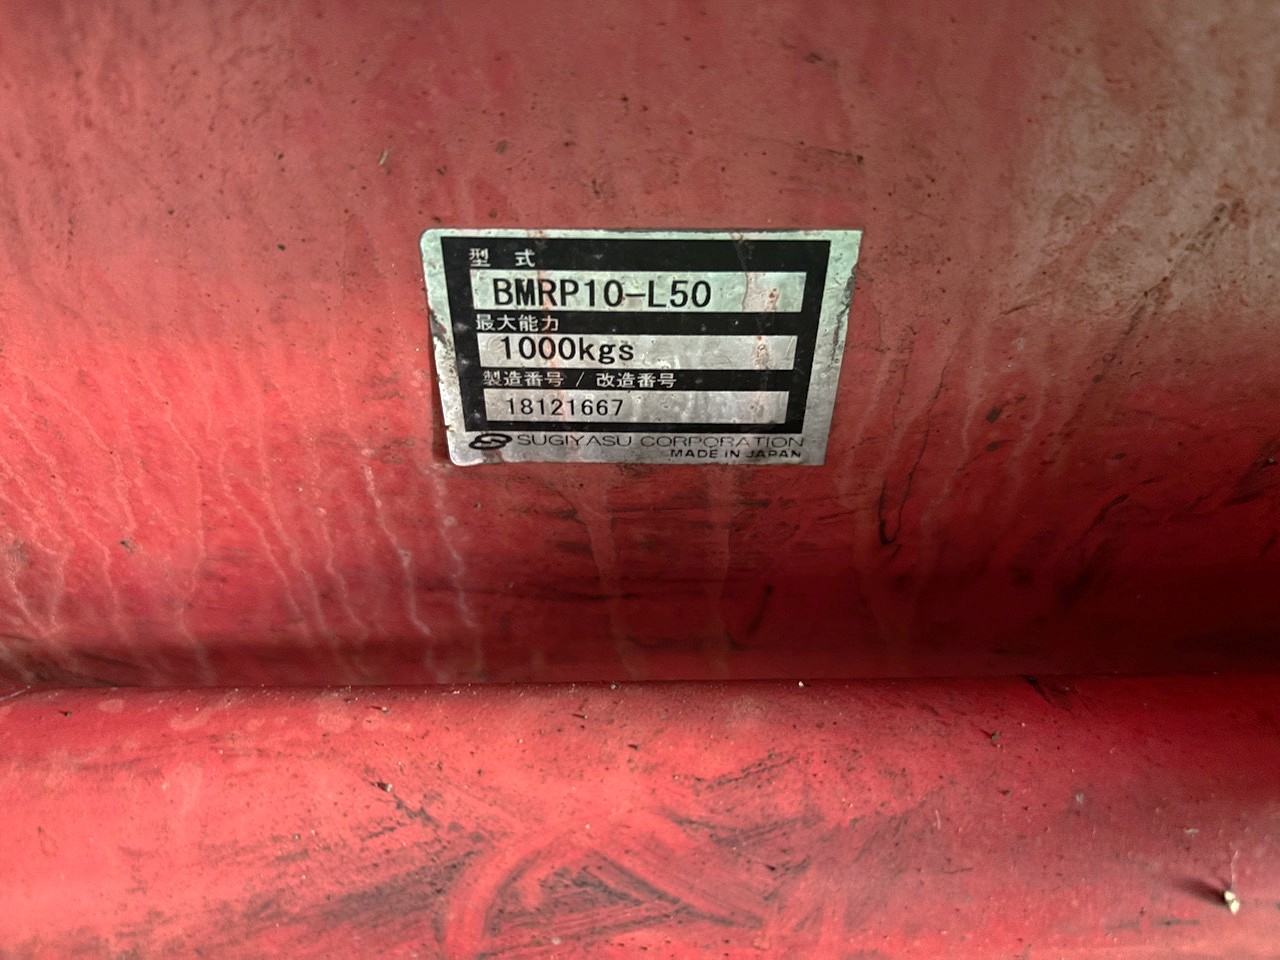 型 式
BMRP10-L50
最大能力
1000kgs
製造番号 / 改造番号
18121667
SUGIYASU CORPORATION
MADE IN JAPAN